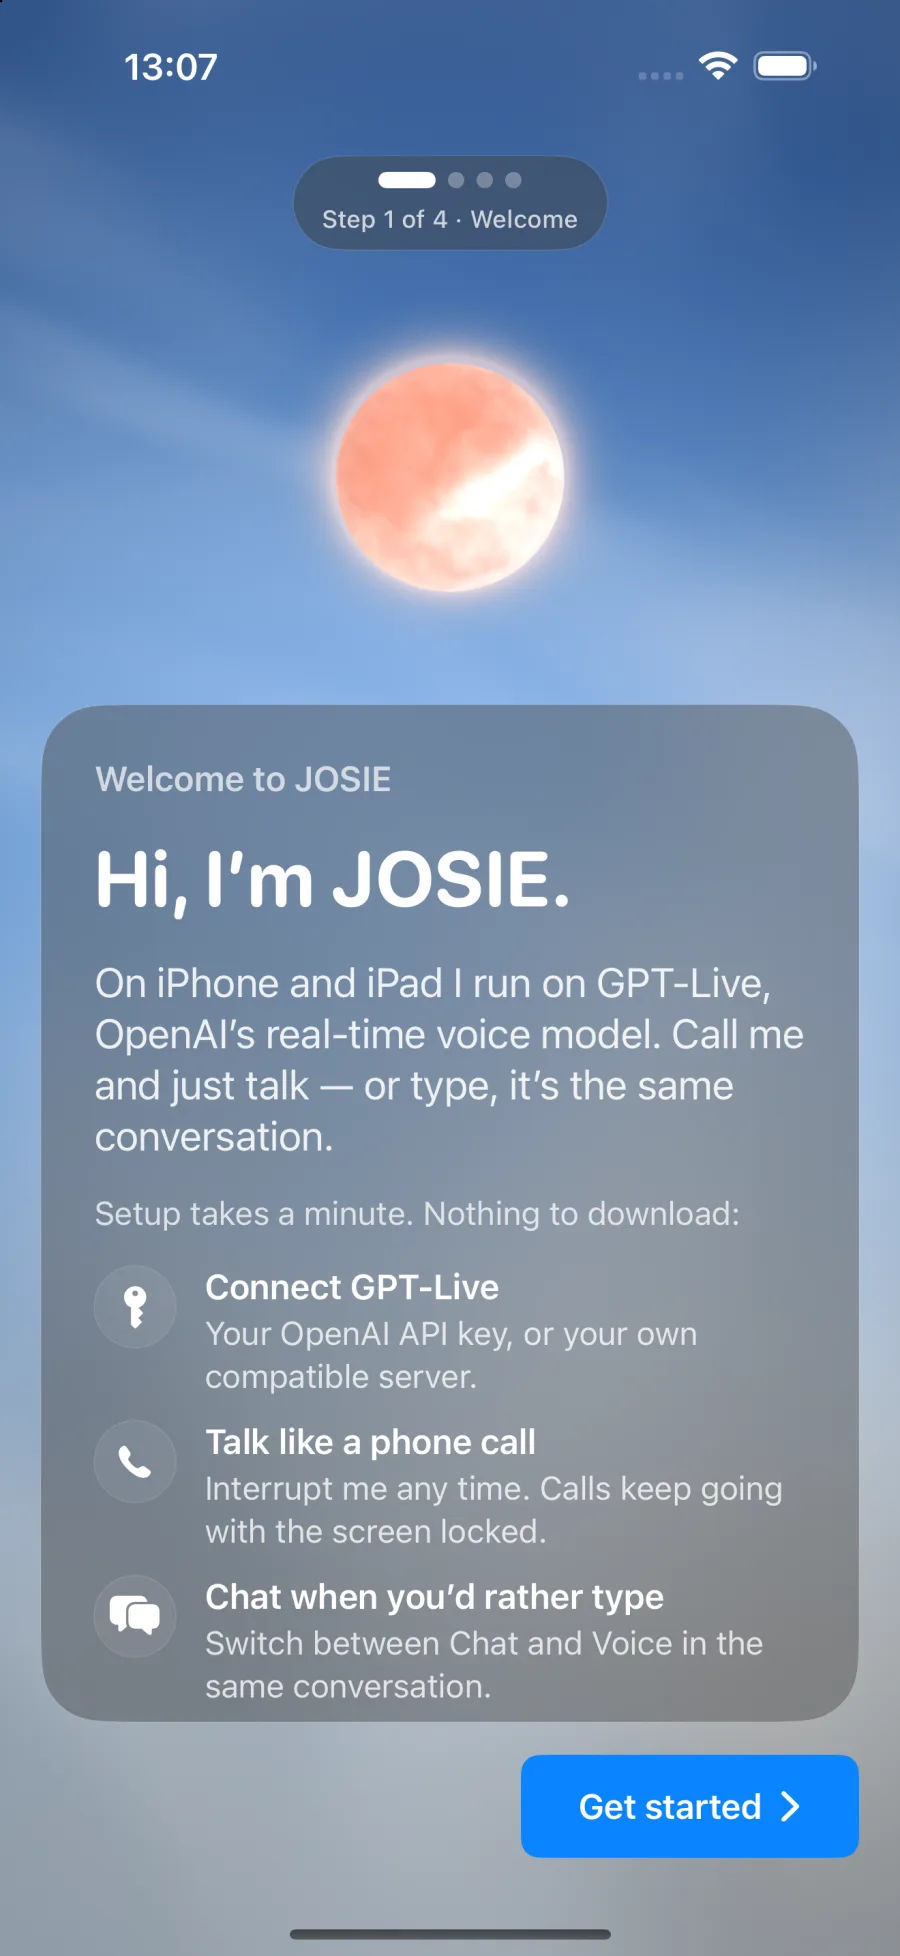 13:07
Step 1 of 4 · Welcome
Welcome to JOSIE
Hi, I’m JOSIE.
On iPhone and iPad I run on GPT-Live,
OpenAI’s real-time voice model. Call me
and just talk — or type, it’s the same
conversation.
Setup takes a minute. Nothing to download:
Connect GPT-Live
Your OpenAI API key, or your own
compatible server.
Talk like a phone call
Interrupt me any time. Calls keep going
with the screen locked.
Chat when you’d rather type
Switch between Chat and Voice in the
same conversation.
Get started